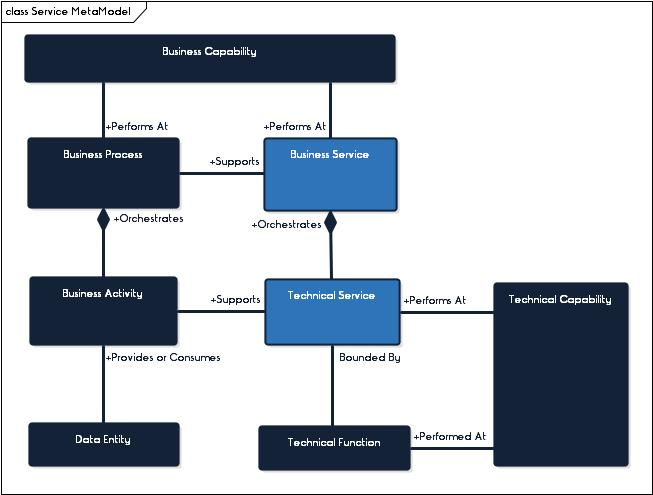 class Service MetaModel
Business Capability
+Performs At
+Performs At
Business Process
+Supports
Business Service
+Orchestrates
+Orchestrates
Business Activity
+Supports
Technical Service
+Performs At
Technical Capability
+Provides or Consumes
Bounded By
Data Entity
Technical Function
+Performed At